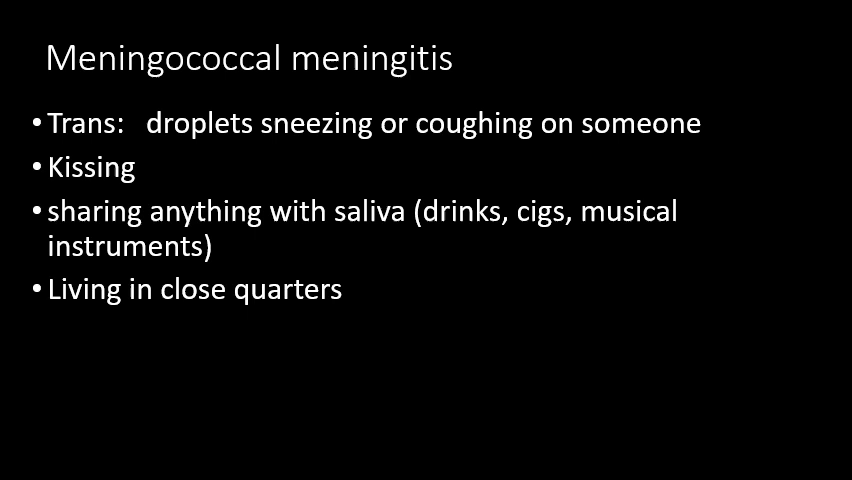 Meningococcal meningitis
• Trans:   droplets sneezing or coughing on someone
• Kissing
• sharing anything with saliva (drinks, cigs, musical
instruments)
• Living in close quarters